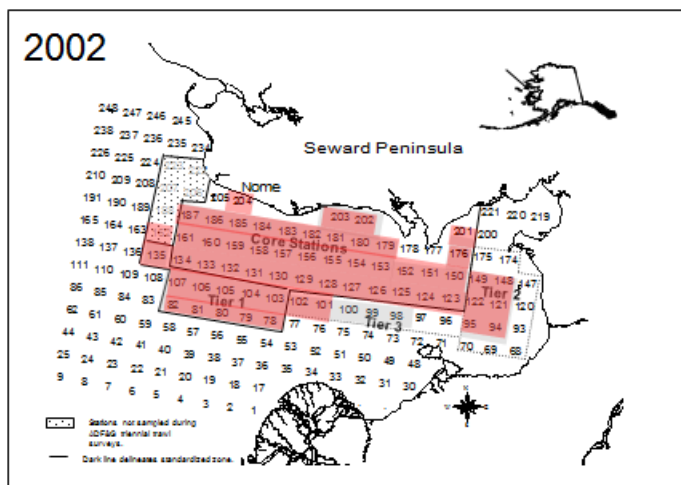 2002
248 247 246 245
238 237 236 235 234
226 225 224
210 209 208
191 190 189
165 164 163
138 137 136 135
111 110 109 108
86 85 84 83
62 61 60 59 58 57 56 55 54
44 43 42 41 40 39 38 37 36 35
25 24 23 22 21 20 19 18 17
9 8 7 6 5 4 3 2 1
Seward Peninsula
Nome
205 204
203 202
201 200
221 220 219
187 186 185 184 183 182 181 180 179 178 177 176 175 174
Core Stations
161 160 159 158 157 156 155 154 153 152 151 150 149 148 147
134 133 132 131 130 129 128 127 126 125 124 123 122 121 120
107 106 105 104 103 102 101 100 99 98 97 96 95 94 93
Tier 1
Tier 2
Tier 3
82 81 80 79 78 77 76 75 74 73 72 71 70 69 68
53 52 51 50 49 48
34 33 32 31 30
Stations not sampled during
ADF&G triennial trawl
surveys.
Dark line delineates standardized zone.